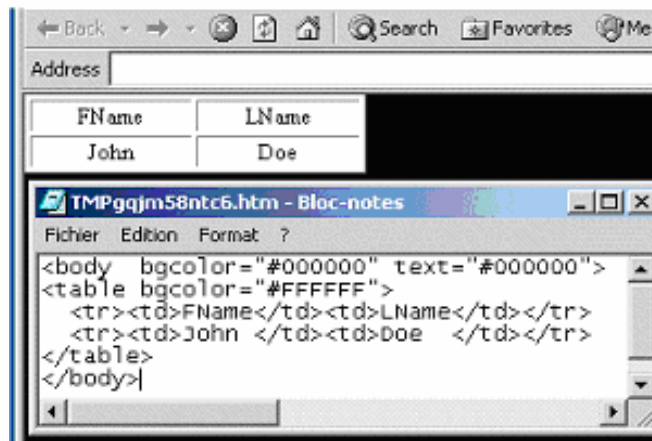 Back Search Favorites Me
Address
FName LName
John Doe
TMPgqjm58ntc6.htm - Bloc-notes
Fichier Edition Format ?
<body  bgcolor="#000000" text="#000000">
<table bgcolor="#FFFFFF">
  <tr><td>FName</td><td>LName</td></tr>
  <tr><td>John </td><td>Doe  </td></tr>
</table>
</body>